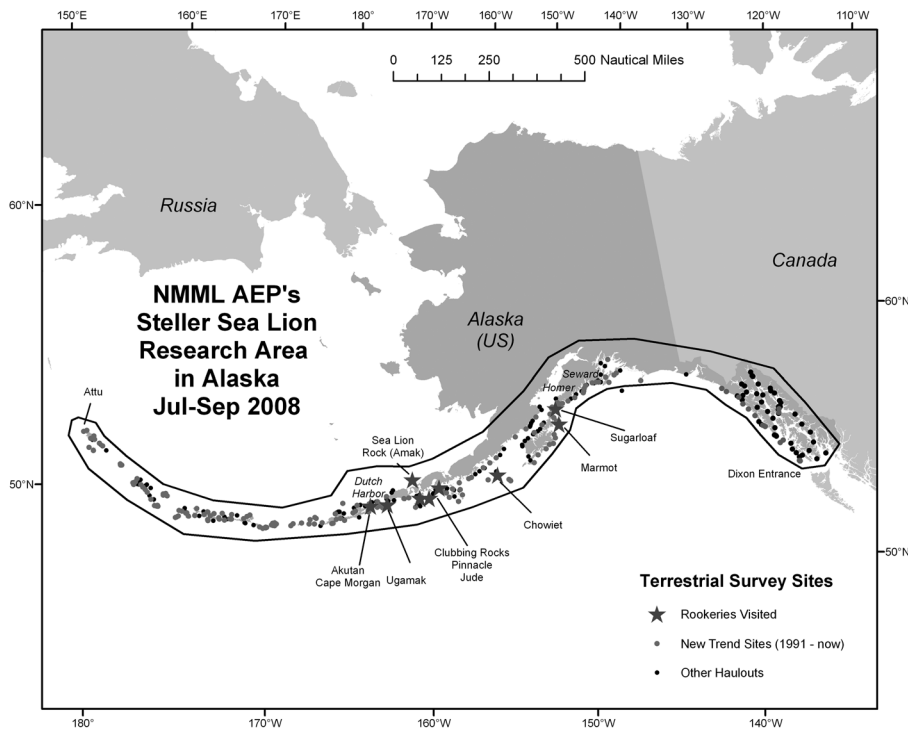 150° 160°E 170°E 180° 170°W 160°W 150°W 140°W 130°W 120°W 110°W
0 125 250 500 Nautical Miles
60°N
Russia
Canada
60°N
NMML AEP's
Steller Sea Lion
Research Area
in Alaska
Jul-Sep 2008
Alaska
(US)
Seward
Homer
Attu
Sea Lion
Rock (Amak)
Sugarloaf
Marmot
Dixon Entrance
50°N
Dutch
Harbor
Chowiet
50°N
Clubbing Rocks
Pinnacle
Jude
Akutan
Cape Morgan
Ugamak
Terrestrial Survey Sites
Rookeries Visited
New Trend Sites (1991 - now)
Other Haulouts
180° 170°W 160°W 150°W 140°W